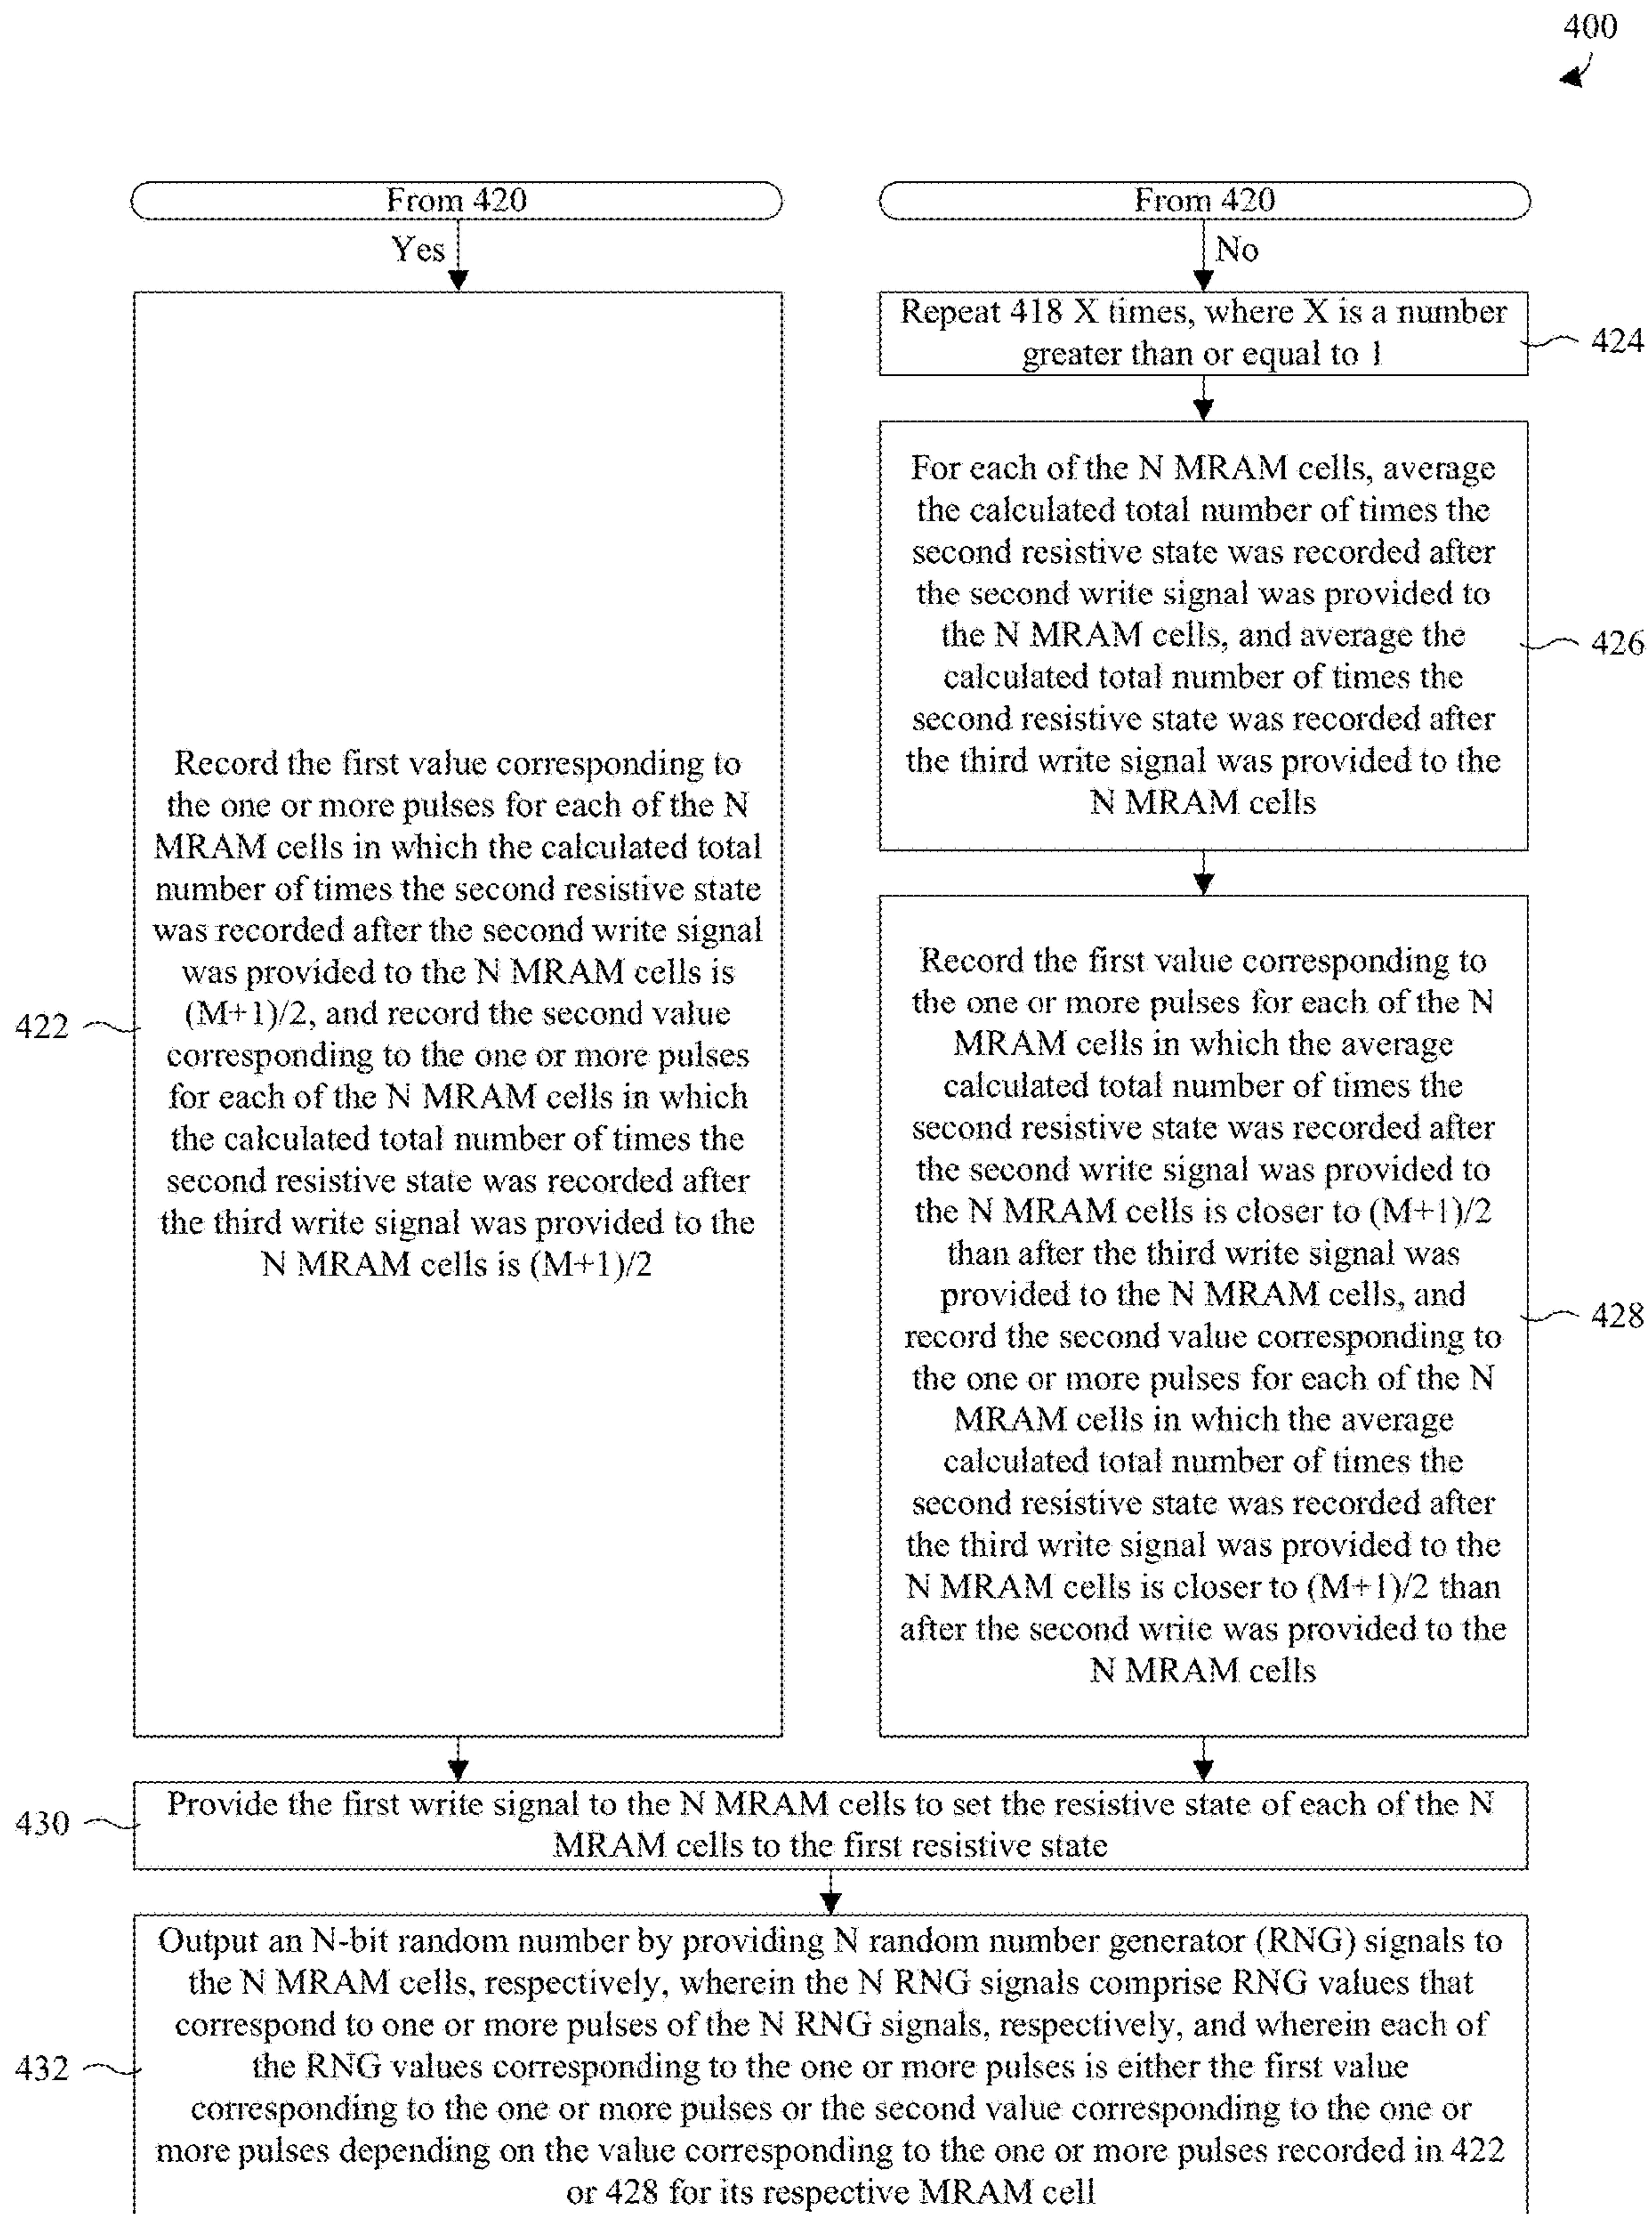 400
From 420
Yes
Record the first value corresponding to
the one or more pulses for each of the N
MRAM cells in which the calculated total
number of times the second resistive state
was recorded after the second write signal
was provided to the N MRAM cells is
(M+1)/2, and record the second value
corresponding to the one or more pulses
for each of the N MRAM cells in which
the calculated total number of times the
second resistive state was recorded after
the third write signal was provided to the
N MRAM cells is (M+1)/2
422
From 420
No
Repeat 418 X times, where X is a number
greater than or equal to 1
424
For each of the N MRAM cells, average
the calculated total number of times the
second resistive state was recorded after
the second write signal was provided to
the N MRAM cells, and average the
calculated total number of times the
second resistive state was recorded after
the third write signal was provided to the
N MRAM cells
426
Record the first value corresponding to
the one or more pulses for each of the N
MRAM cells in which the average
calculated total number of times the
second resistive state was recorded after
the second write signal was provided to
the N MRAM cells is closer to (M+1)/2
than after the third write signal was
provided to the N MRAM cells, and
record the second value corresponding to
the one or more pulses for each of the N
MRAM cells in which the average
calculated total number of times the
second resistive state was recorded after
the third write signal was provided to the
N MRAM cells is closer to (M+1)/2 than
after the second write was provided to the
N MRAM cells
428
Provide the first write signal to the N MRAM cells to set the resistive state of each of the N
MRAM cells to the first resistive state
430
Output an N-bit random number by providing N random number generator (RNG) signals to
the N MRAM cells, respectively, wherein the N RNG signals comprise RNG values that
correspond to one or more pulses of the N RNG signals, respectively, and wherein each of
the RNG values corresponding to the one or more pulses is either the first value
corresponding to the one or more pulses or the second value corresponding to the one or
more pulses depending on the value corresponding to the one or more pulses recorded in 422
or 428 for its respective MRAM cell
432